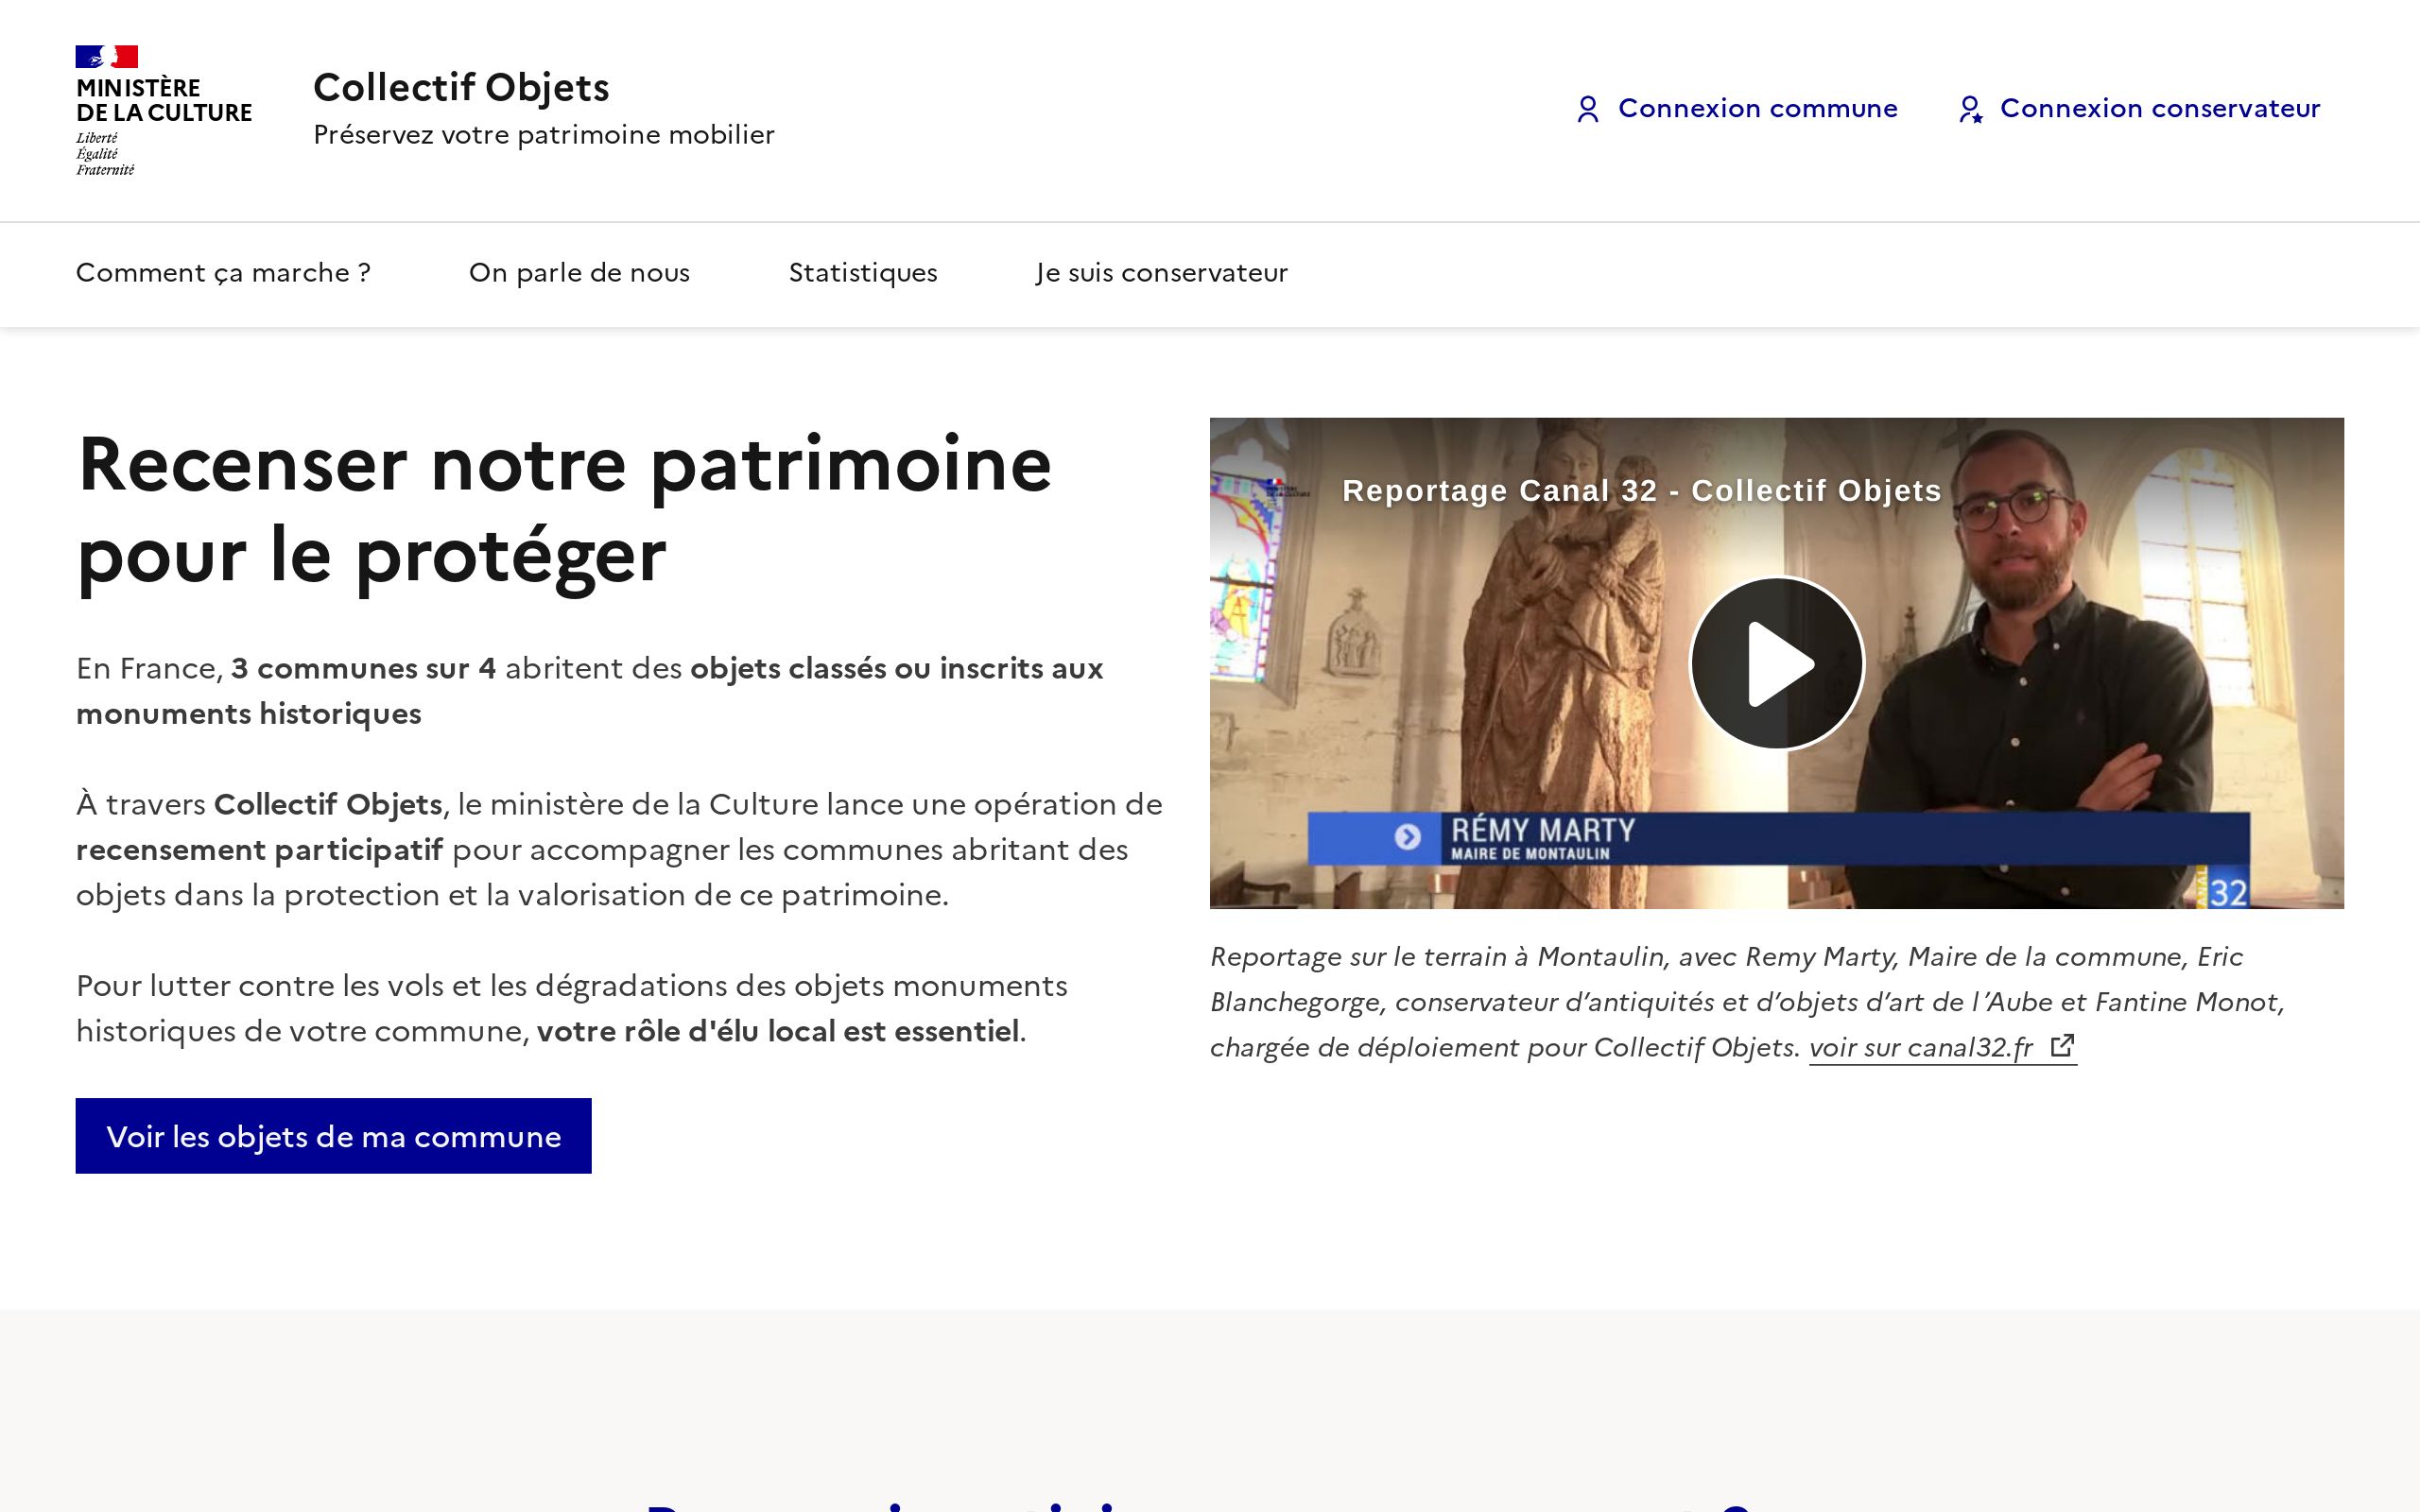 MINISTÈRE
DE LA CULTURE
Liberté
Égalité
Fraternité
Collectif Objets
Préservez votre patrimoine mobilier
Connexion commune
Connexion conservateur
Comment ça marche ?
On parle de nous
Statistiques
Je suis conservateur
Recenser notre patrimoine
pour le protéger
En France, 3 communes sur 4 abritent des objets classés ou inscrits aux
monuments historiques
À travers Collectif Objets, le ministère de la Culture lance une opération de
recensement participatif pour accompagner les communes abritant des
objets dans la protection et la valorisation de ce patrimoine.
Pour lutter contre les vols et les dégradations des objets monuments
historiques de votre commune, votre rôle d'élu local est essentiel.
Voir les objets de ma commune
Reportage Canal 32 - Collectif Objets
RÉMY MARTY
MAIRE DE MONTAULIN
32
Reportage sur le terrain à Montaulin, avec Remy Marty, Maire de la commune, Eric
Blanchegorge, conservateur d’antiquités et d’objets d’art de l´Aube et Fantine Monot,
chargée de déploiement pour Collectif Objets. voir sur canal32.fr